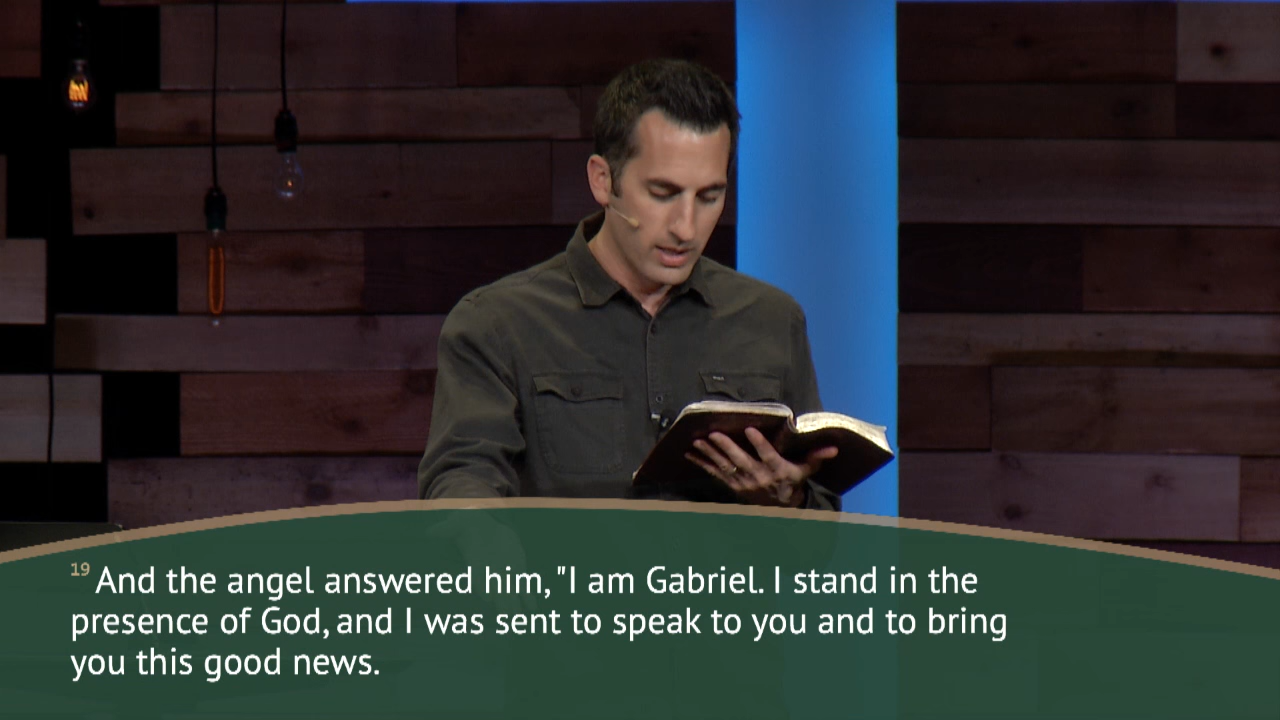 19 And the angel answered him, "I am Gabriel. I stand in the
presence of God, and I was sent to speak to you and to bring
you this good news.